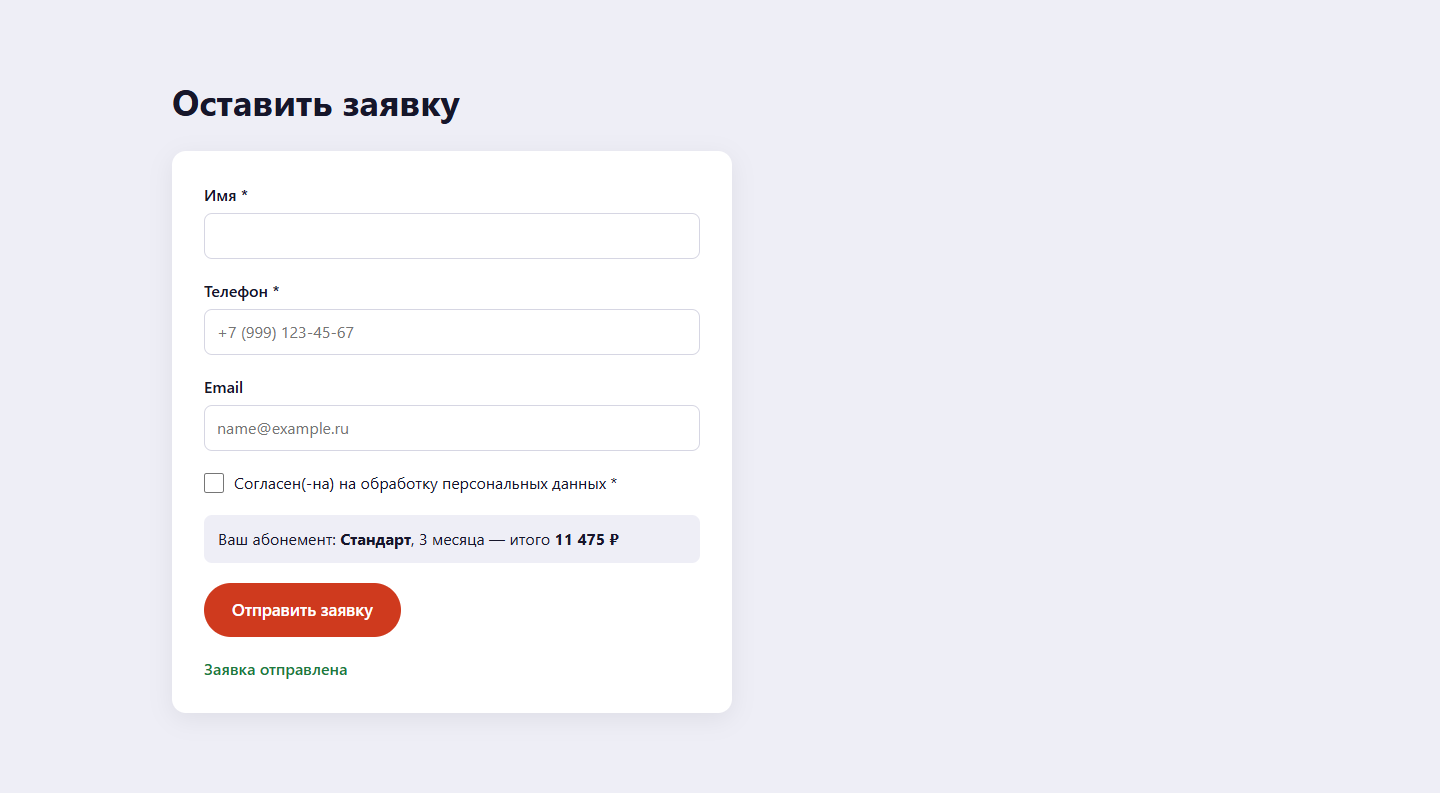 Оставить заявку
Имя *
Телефон *
+7 (999) 123-45-67
Email
name@example.ru
Согласен(-на) на обработку персональных данных *
Ваш абонемент: Стандарт, 3 месяца — итого 11 475 ₽
Отправить заявку
Заявка отправлена